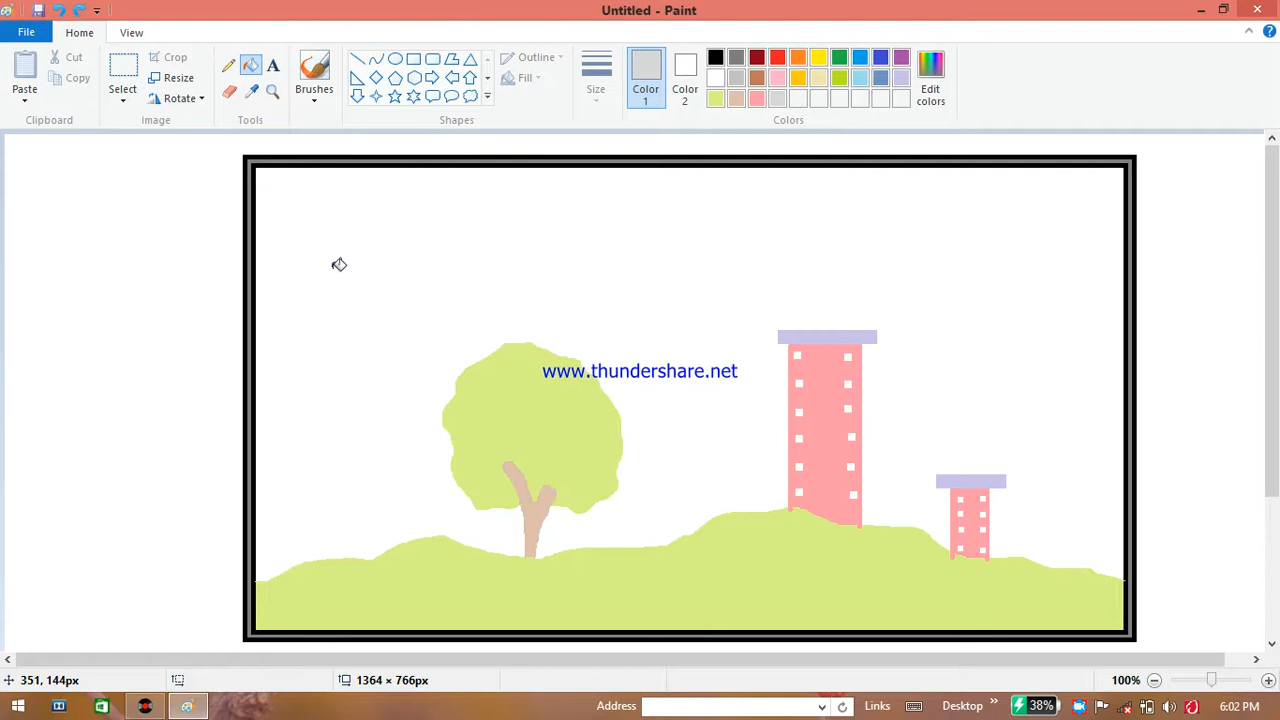 Untitled - Paint
File Home View
Paste
Cut
Copy
Clipboard
Select
Crop
Resize
Rotate
Image
Tools
Brushes
Shapes
Outline
Fill
Size
Color 1
Color 2
Edit colors
Colors
www.thundershare.net
351, 144px
1364 × 766px
100%
Address
Links
Desktop
38%
6:02 PM